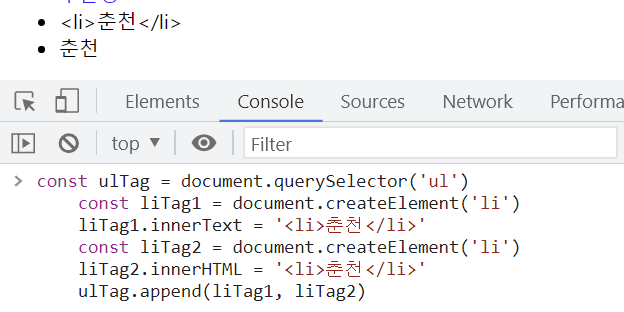 <li>춘천</li>
춘천
Elements Console Sources Network Performa
top ▼ Filter
> const ulTag = document.querySelector('ul')
const liTag1 = document.createElement('li')
liTag1.innerText = '<li>춘천</li>'
const liTag2 = document.createElement('li')
liTag2.innerHTML = '<li>춘천</li>'
ulTag.append(liTag1, liTag2)